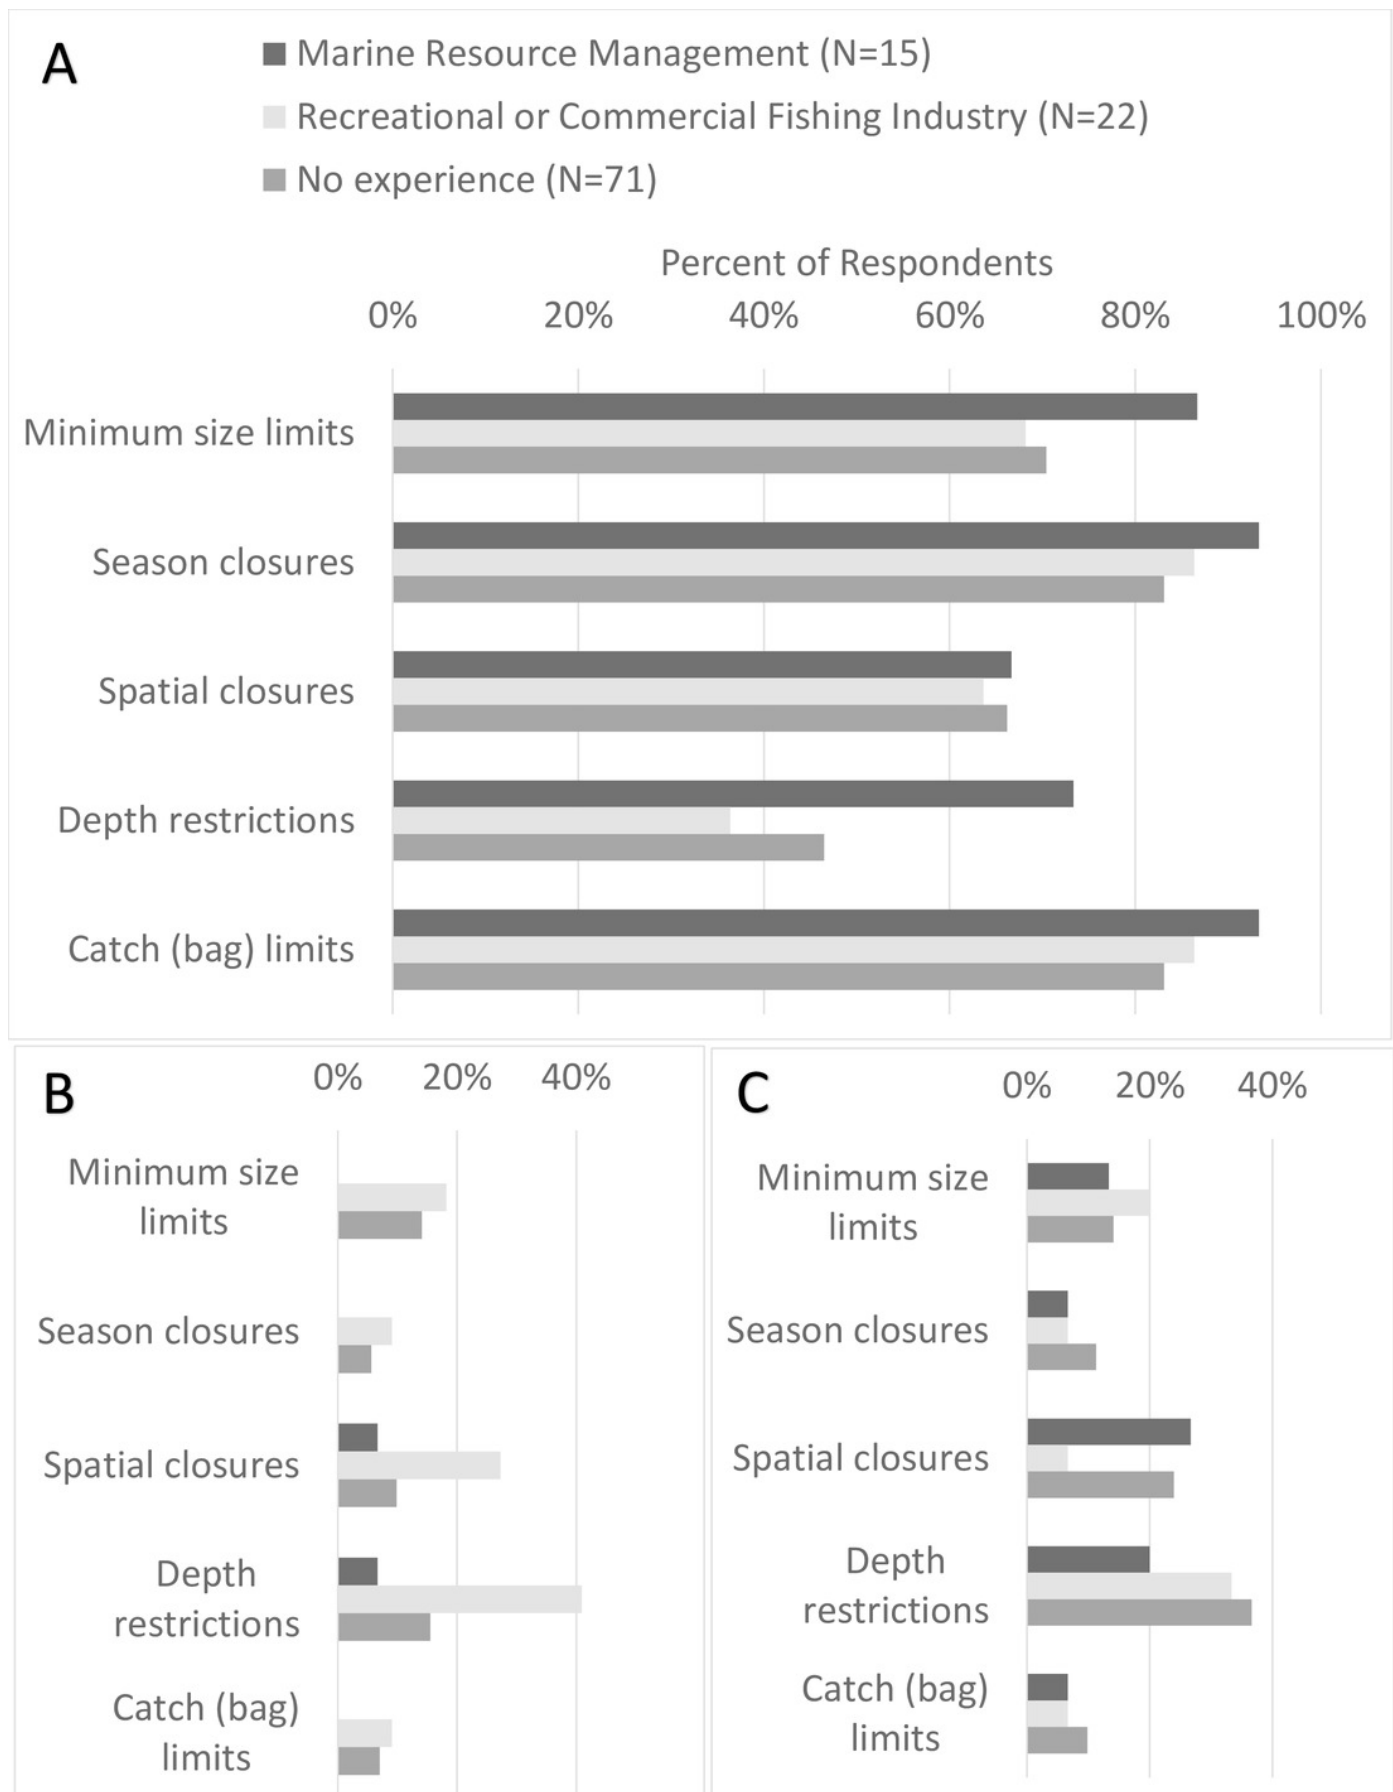 A
Marine Resource Management (N=15)
Recreational or Commercial Fishing Industry (N=22)
No experience (N=71)
Percent of Respondents
0% 20% 40% 60% 80% 100%
Minimum size limits
Season closures
Spatial closures
Depth restrictions
Catch (bag) limits
B
0% 20% 40%
Minimum size
limits
Season closures
Spatial closures
Depth
restrictions
Catch (bag)
limits
C
0% 20% 40%
Minimum size
limits
Season closures
Spatial closures
Depth
restrictions
Catch (bag)
limits